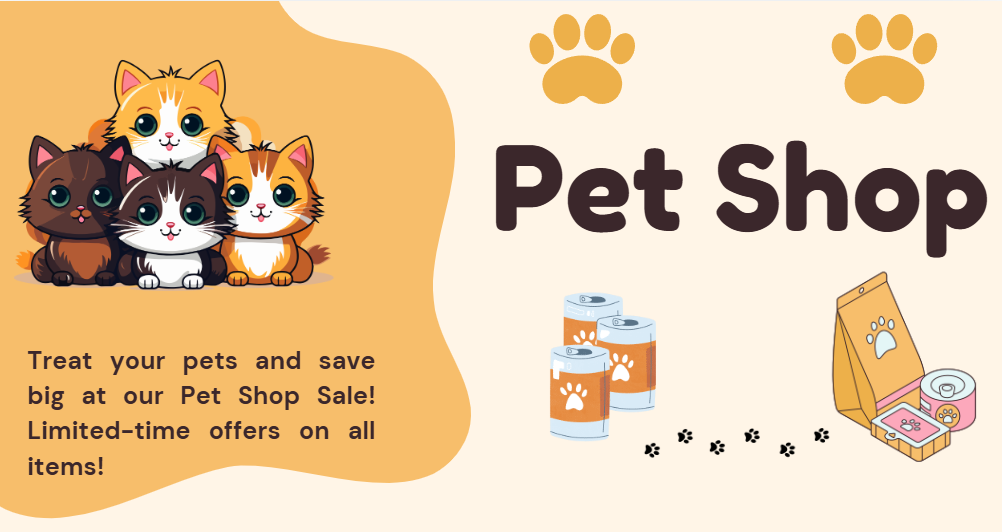 Pet Shop
Treat your pets and save
big at our Pet Shop Sale!
Limited-time offers on all
items!